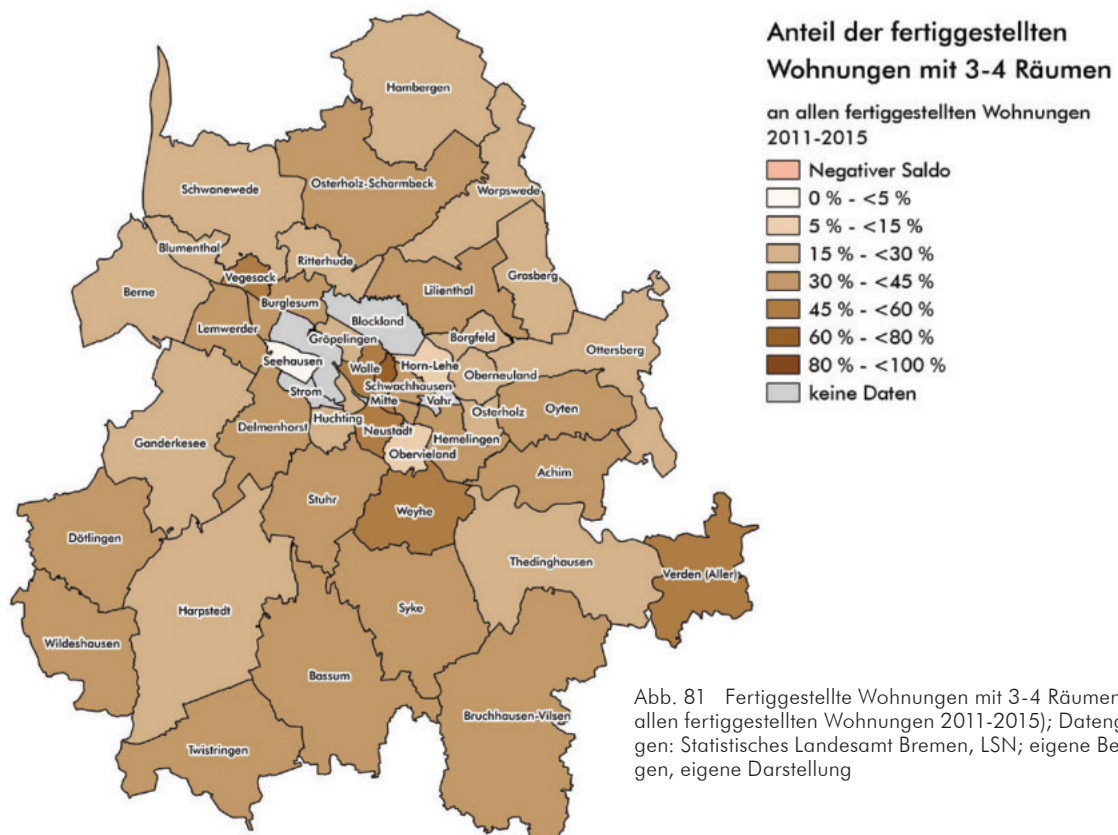 Anteil der fertiggestellten
Wohnungen mit 3-4 Räumen
an allen fertiggestellten Wohnungen
2011-2015
Negativer Saldo
0 % - <5 %
5 % - <15 %
15 % - <30 %
30 % - <45 %
45 % - <60 %
60 % - <80 %
80 % - <100 %
keine Daten
Hambergen
Schwanewede
Osterholz-Scharmbeck
Worpswede
Blumenthal
Ritterhude
Vegesack
Grasberg
Berne
Burglesum
Lilienthal
Blockland
Lemwerder
Gröpelingen
Borgfeld
Ottersberg
Seehausen
Walle
Horn-Lehe
Oberneuland
Schwachhausen
Strom
Mitte
Vahr
Huchting
Osterholz
Oyten
Delmenhorst
Neustadt
Hemelingen
Ganderkesee
Obervieland
Achim
Stuhr
Weyhe
Dötlingen
Thedinghausen
Verden (Aller)
Harpstedt
Syke
Wildeshausen
Bassum
Bruchhausen-Vilsen
Twistringen
Abb. 81 Fertiggestellte Wohnungen mit 3-4 Räumen
allen fertiggestellten Wohnungen 2011-2015); Dateng
gen: Statistisches Landesamt Bremen, LSN; eigene Be
gen, eigene Darstellung